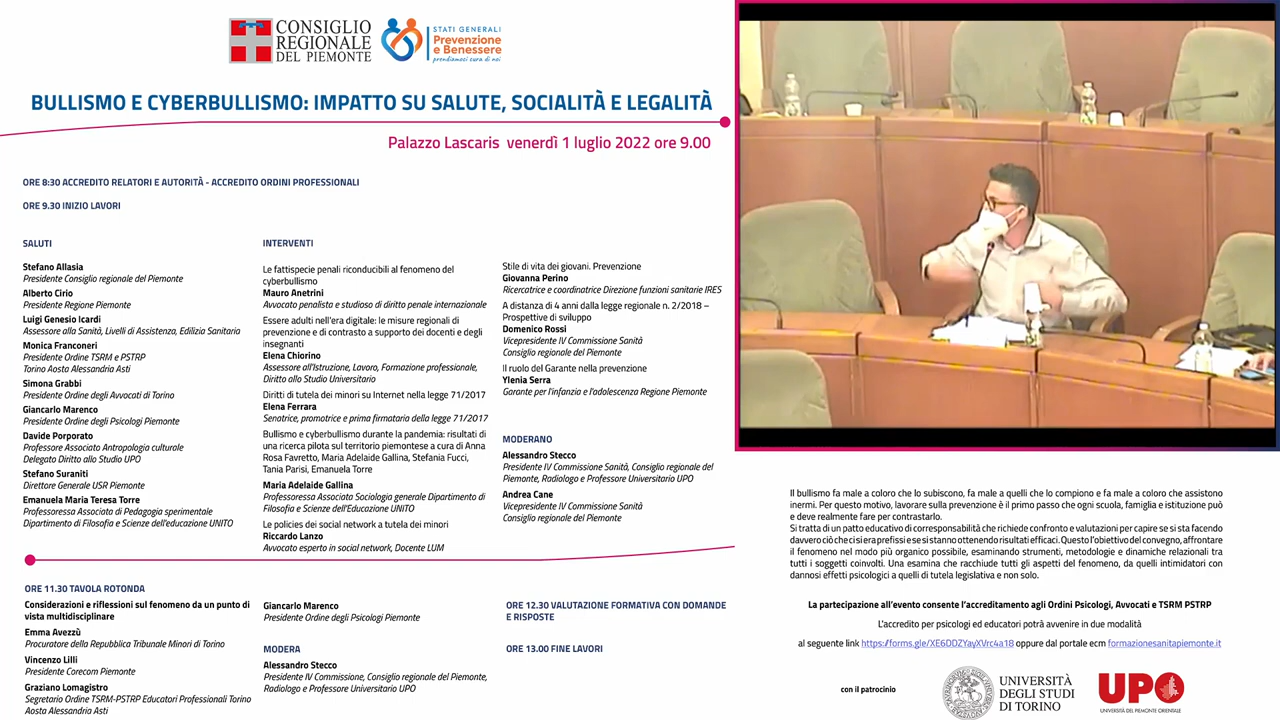 CONSIGLIO
REGIONALE
DEL PIEMONTE
STATI GENERALI
Prevenzione
e Benessere
prendiamoci cura di noi
BULLISMO E CYBERBULLISMO: IMPATTO SU SALUTE, SOCIALITÀ E LEGALITÀ
Palazzo Lascaris venerdì 1 luglio 2022 ore 9.00
ORE 8:30 ACCREDITO RELATORI E AUTORITÀ - ACCREDITO ORDINI PROFESSIONALI
ORE 9.30 INIZIO LAVORI
SALUTI
Stefano Allasia
Presidente Consiglio regionale del Piemonte
Alberto Cirio
Presidente Regione Piemonte
Luigi Genesio Icardi
Assessore alla Sanità, Livelli di Assistenza, Edilizia Sanitaria
Monica Franconeri
Presidente Ordine TSRM e PSTRP
Torino Aosta Alessandria Asti
Simona Grabbi
Presidente Ordine degli Avvocati di Torino
Giancarlo Marenco
Presidente Ordine degli Psicologi Piemonte
Davide Porporato
Professore Associato Antropologia culturale
Delegato Diritto allo Studio UPO
Stefano Suraniti
Direttore Generale USR Piemonte
Emanuela Maria Teresa Torre
Professoressa Associata di Pedagogia sperimentale
Dipartimento di Filosofia e Scienze dell'Educazione UNITO
INTERVENTI
Le fattispecie penali riconducibili al fenomeno del
cyberbullismo
Mauro Anetrini
Avvocato penalista e studioso di diritto penale internazionale
Essere adulti nell'era digitale: le misure regionali di
prevenzione e di contrasto a supporto dei docenti e degli
insegnanti
Elena Chiorino
Assessore all'Istruzione, Lavoro, Formazione professionale,
Diritto allo Studio Universitario
Diritti di tutela dei minori su Internet nella legge 71/2017
Elena Ferrara
Senatrice, promotrice e prima firmataria della legge 71/2017
Bullismo e cyberbullismo durante la pandemia: risultati di
una ricerca pilota sul territorio piemontese a cura di Anna
Rosa Favretto, Maria Adelaide Gallina, Stefania Fucci,
Tania Parisi, Emanuela Torre
Maria Adelaide Gallina
Professoressa Associata Sociologia generale Dipartimento di
Filosofia e Scienze dell'Educazione UNITO
Le policies dei social network a tutela dei minori
Riccardo Lanzo
Avvocato esperto in social network, Docente LUM
Stile di vita dei giovani. Prevenzione
Giovanna Perino
Ricercatrice e coordinatrice Direzione funzioni sanitarie IRES
A distanza di 4 anni dalla legge regionale n. 2/2018 –
Prospettive di sviluppo
Domenico Rossi
Vicepresidente IV Commissione Sanità
Consiglio regionale del Piemonte
Il ruolo del Garante nella prevenzione
Ylenia Serra
Garante per l'infanzia e l'adolescenza Regione Piemonte
MODERANO
Alessandro Stecco
Presidente IV Commissione Sanità, Consiglio regionale del
Piemonte, Radiologo e Professore Universitario UPO
Andrea Cane
Vicepresidente IV Commissione Sanità
Consiglio regionale del Piemonte
ORE 11.30 TAVOLA ROTONDA
Considerazioni e riflessioni sul fenomeno da un punto di
vista multidisciplinare
Emma Avezzù
Procuratore della Repubblica Tribunale Minori di Torino
Vincenzo Lilli
Presidente Corecom Piemonte
Graziano Lomagistro
Segretario Ordine TSRM-PSTRP Educatori Professionali Torino
Aosta Alessandria Asti
Giancarlo Marenco
Presidente Ordine degli Psicologi Piemonte
MODERA
Alessandro Stecco
Presidente IV Commissione, Consiglio regionale del Piemonte,
Radiologo e Professore Universitario UPO
ORE 12.30 VALUTAZIONE FORMATIVA CON DOMANDE
E RISPOSTE
ORE 13.00 FINE LAVORI
Il bullismo fa male a coloro che lo subiscono, fa male a quelli che lo compiono e fa male a coloro che assistono
inermi. Per questo motivo, lavorare sulla prevenzione è il primo passo che ogni scuola, famiglia e istituzione può
e deve realmente fare per contrastarlo.
Si tratta di un patto educativo di corresponsabilità che richiede confronto e valutazioni per capire se si sta facendo
davvero ciò che ci si era prefissi e se si stanno ottenendo risultati efficaci. Questo l'obiettivo del convegno, affrontare
il fenomeno nel modo più organico possibile, esaminando strumenti, metodologie e dinamiche relazionali tra
tutti i soggetti coinvolti. Una esamina che racchiude tutti gli aspetti del fenomeno, da quelli intimidatori con
dannosi effetti psicologici a quelli di tutela legislativa e non solo.
La partecipazione all'evento consente l'accreditamento agli Ordini Psicologi, Avvocati e TSRM PSTRP
L'accredito per psicologi ed educatori potrà avvenire in due modalità
al seguente link https://forms.gle/XE6DDZYayXVrc4a18 oppure dal portale ecm formazionesanitapiemonte.it
con il patrocinio
UNIVERSITÀ
DEGLI STUDI
DI TORINO
UPO
UNIVERSITÀ DEL PIEMONTE ORIENTALE